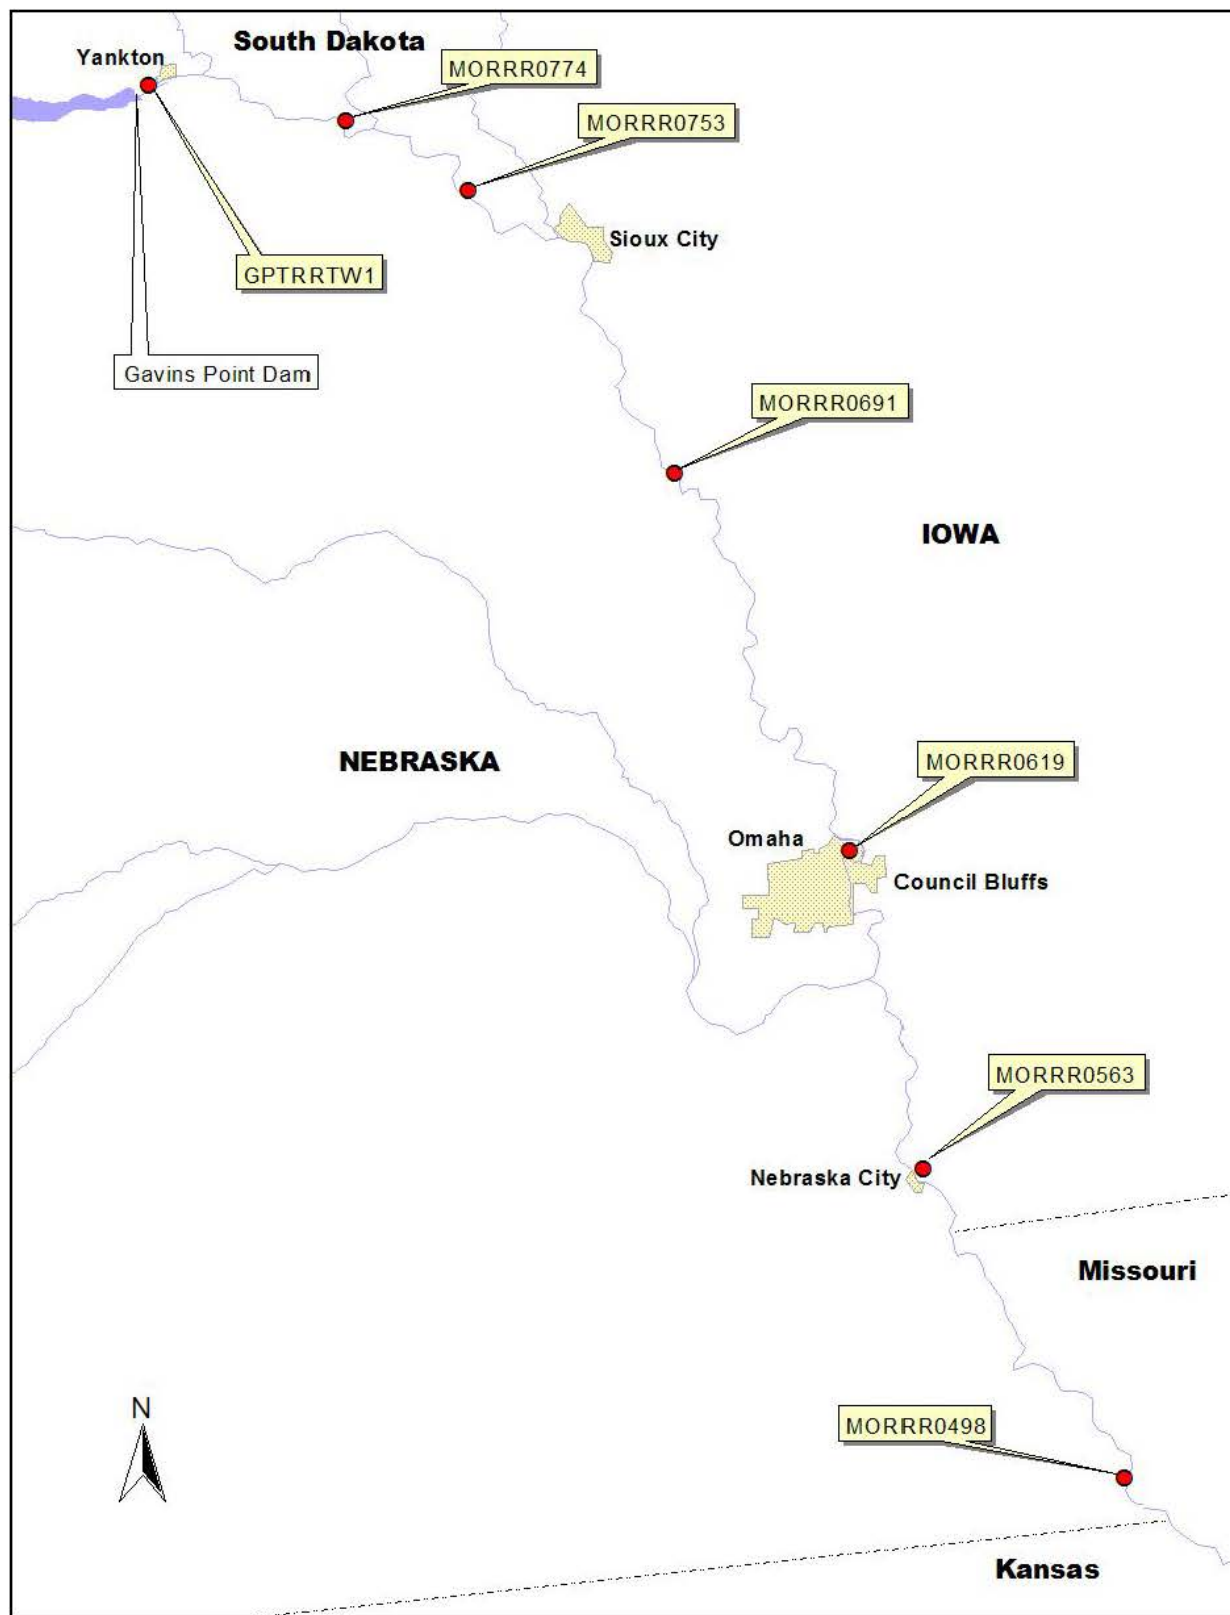 South Dakota
Yankton
MORRR0774
MORRR0753
Sioux City
GPTRRTW1
Gavins Point Dam
MORRR0691
IOWA
NEBRASKA
MORRR0619
Omaha
Council Bluffs
MORRR0563
Nebraska City
Missouri
N
MORRR0498
Kansas